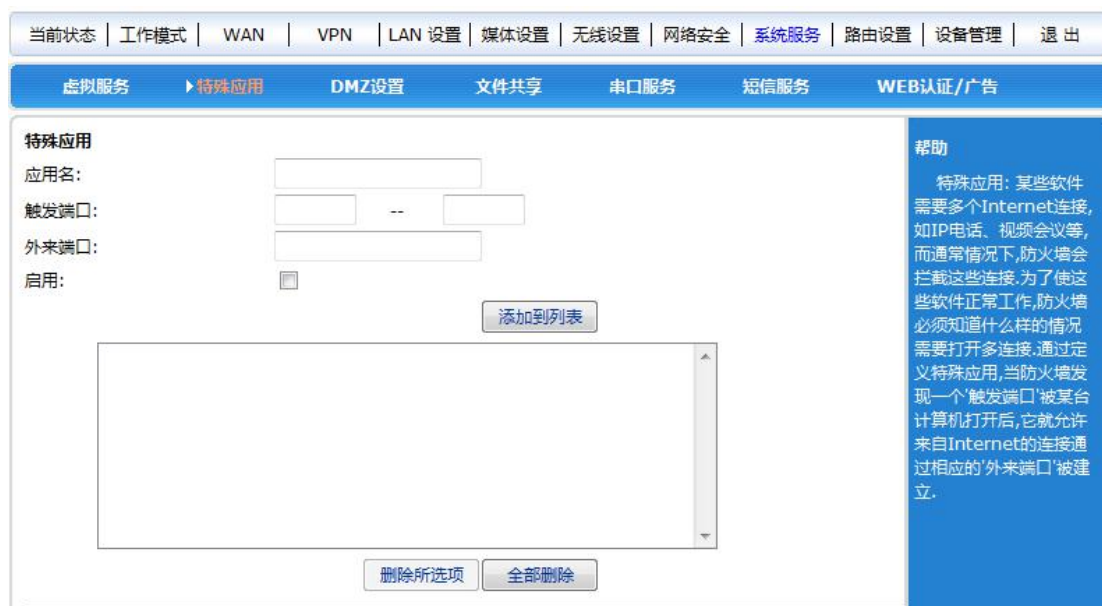 当前状态 | 工作模式 | WAN | VPN | LAN 设置 | 媒体设置 | 无线设置 | 网络安全 | 系统服务 | 路由设置 | 设备管理 | 退 出
虚拟服务 特殊应用 DMZ设置 文件共享 串口服务 短信服务 WEB认证/广告
特殊应用
应用名:
触发端口: --
外来端口:
启用:
添加到列表
删除所选项 全部删除
帮助
特殊应用: 某些软件
需要多个Internet连接,
如IP电话、视频会议等,
而通常情况下,防火墙会
拦截这些连接.为了使这
些软件正常工作,防火墙
必须知道什么样的情况
需要打开多连接.通过定
义特殊应用,当防火墙发
现一个'触发端口'被某台
计算机打开后,它就允许
来自Internet的连接通
过相应的'外来端口'被建
立.